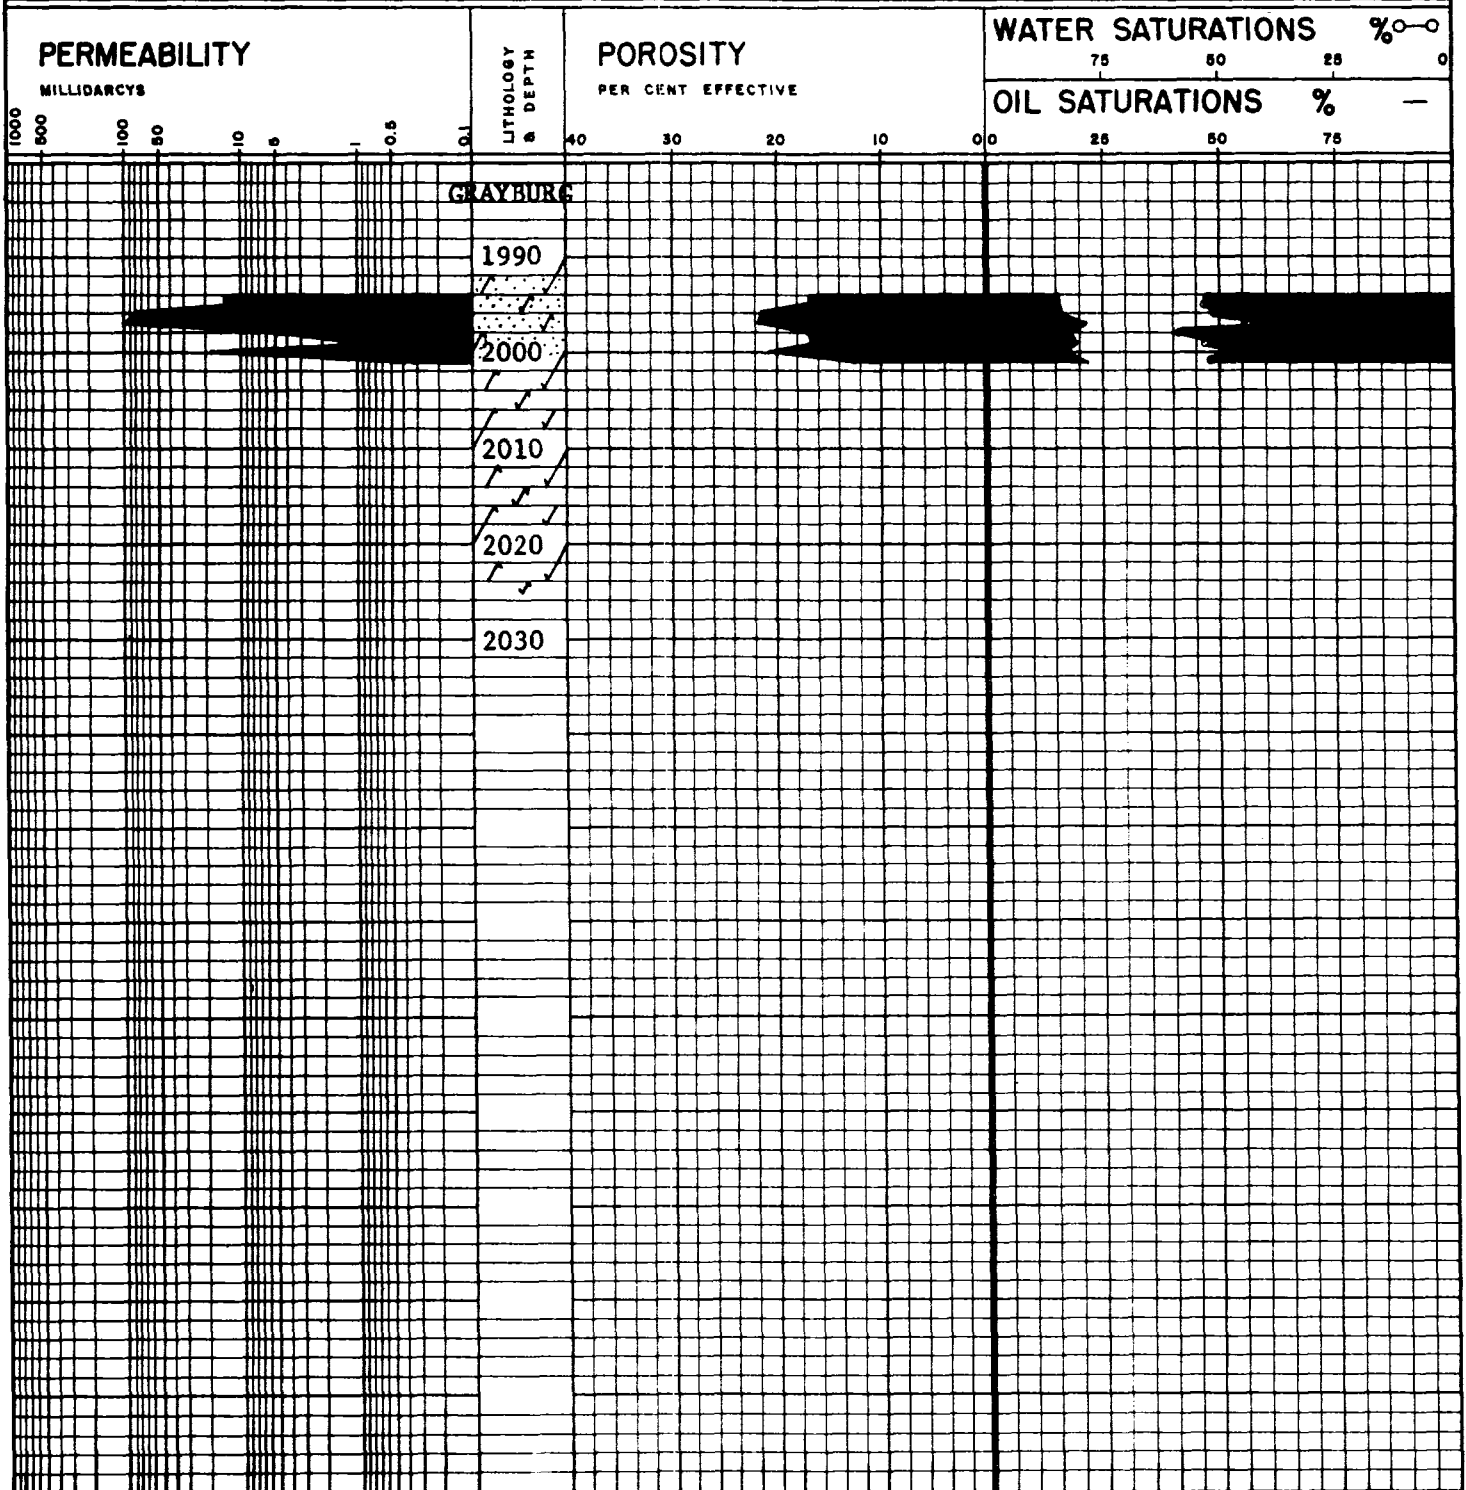 PERMEABILITY
MILLIDARCYS
1000 500 100 50 10 5 1 0.5 0.1
LITHOLOGY
& DEPTH
POROSITY
PER CENT EFFECTIVE
40 30 20 10 0
WATER SATURATIONS %
75 50 25 0
OIL SATURATIONS % —
0 25 50 75
GRAYBURG
1990
2000
2010
2020
2030